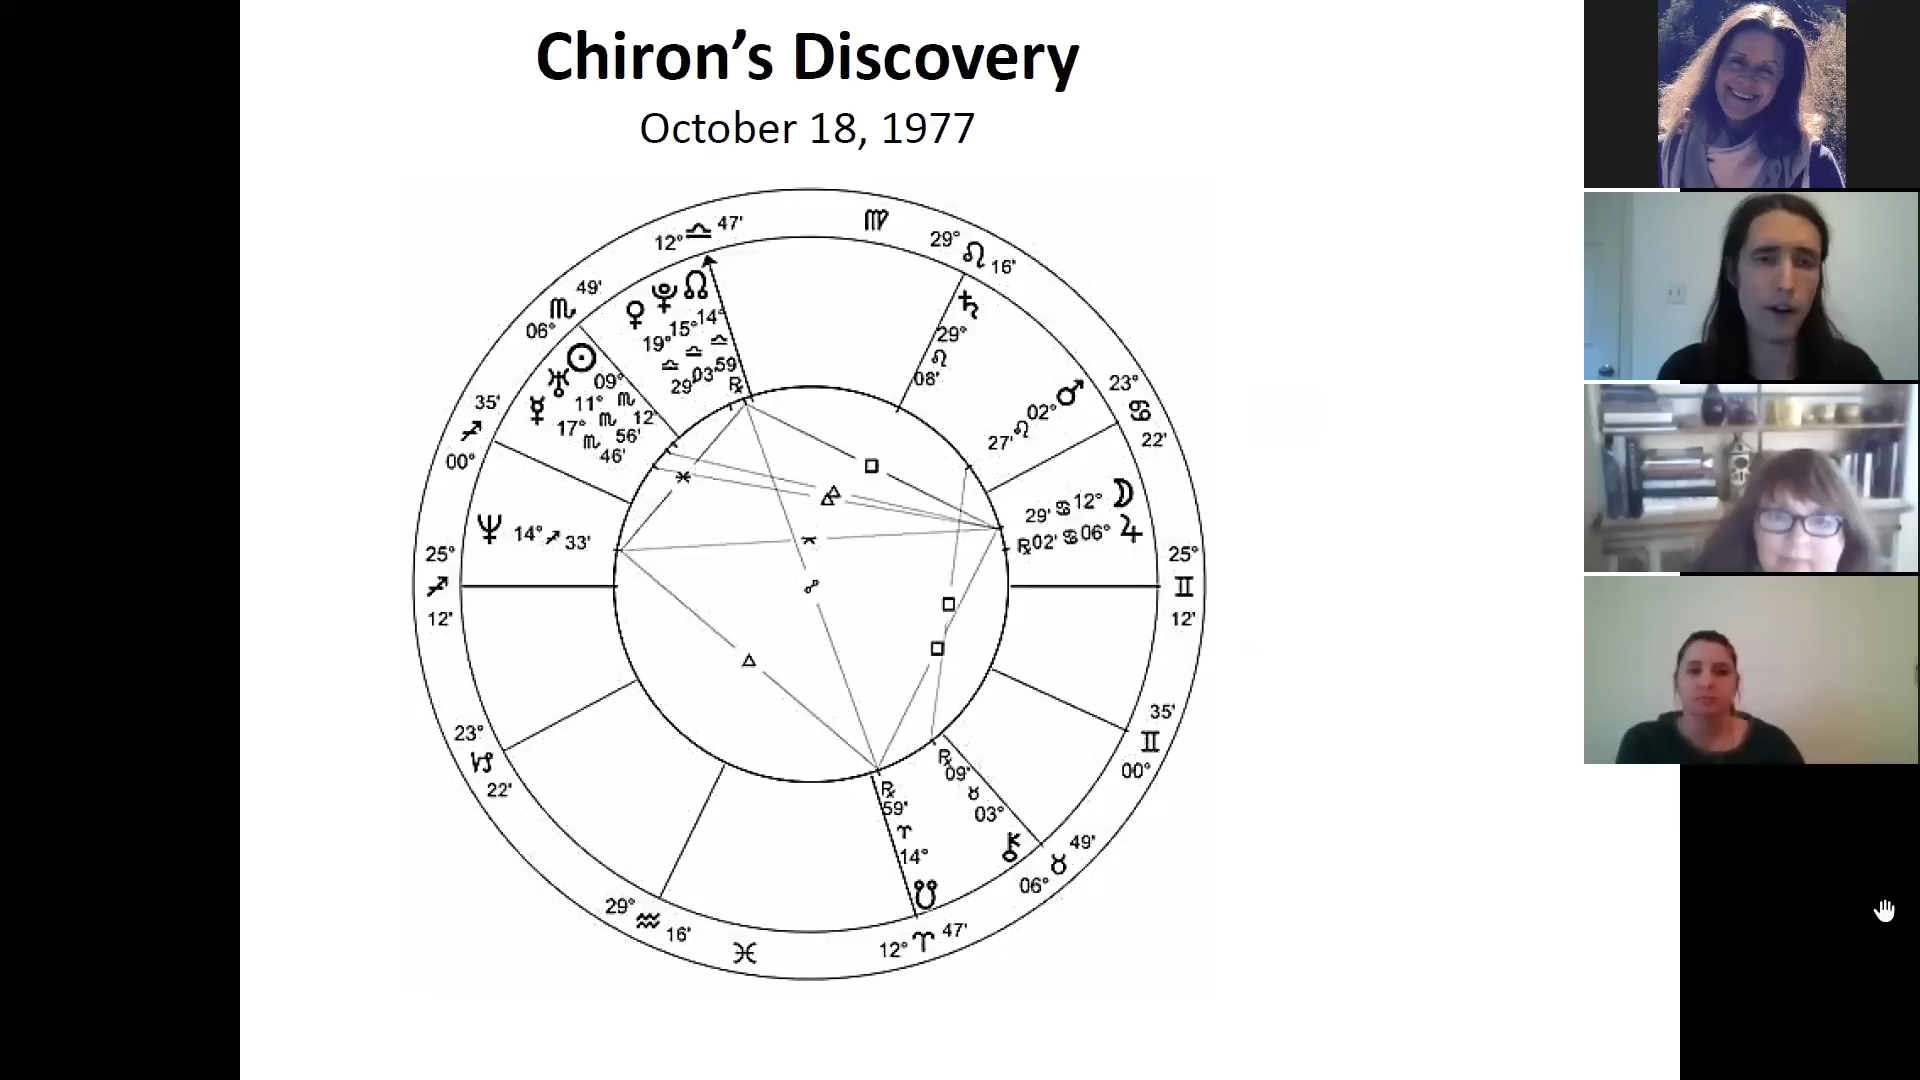 Chiron’s Discovery
October 18, 1977
12° ♎ 47'
♍
29° ♌ 16'
49' ♏ 06°
♀ 19° ♎ 29'
♇ 15° ♎ 03'
☊ 14° ♎ 59' ℞
♄ 29° ♌ 08'
☉ 09° ♏ 12'
♅ 11° ♏ 56'
☿ 17° ♏ 46'
27' ♌ 02° ♂
23° ♋ 22'
35' ♐ 00°
29' ♋ 12° ☽
℞ 02' ♋ 06° ♃
♆ 14° ♐ 33'
25° ♐ 12'
25° ♊ 12'
23° ♑ 22'
35' ♊ 00°
℞ 09' ♉ 03° ⚷
℞ 59' ♈ 14° ☋
49' ♉ 06°
29° ♒ 16'
♓
12° ♈ 47'